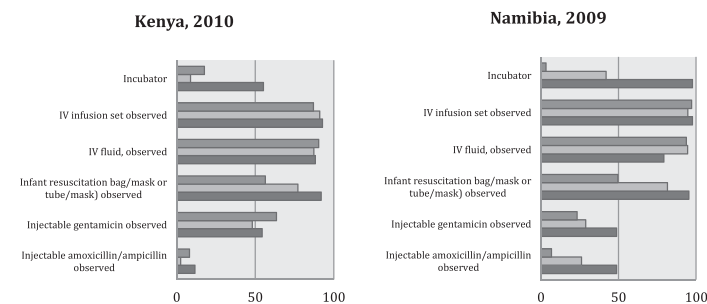 Kenya, 2010
Incubator
IV infusion set observed
IV fluid, observed
Infant resuscitation bag/mask or
tube/mask) observed
Injectable gentamicin observed
Injectable amoxicillin/ampicillin
observed
0 50 100
Namibia, 2009
Incubator
IV infusion set observed
IV fluid, observed
Infant resuscitation bag/mask or
tube/mask) observed
Injectable gentamicin observed
Injectable amoxicillin/ampicillin
observed
0 50 100